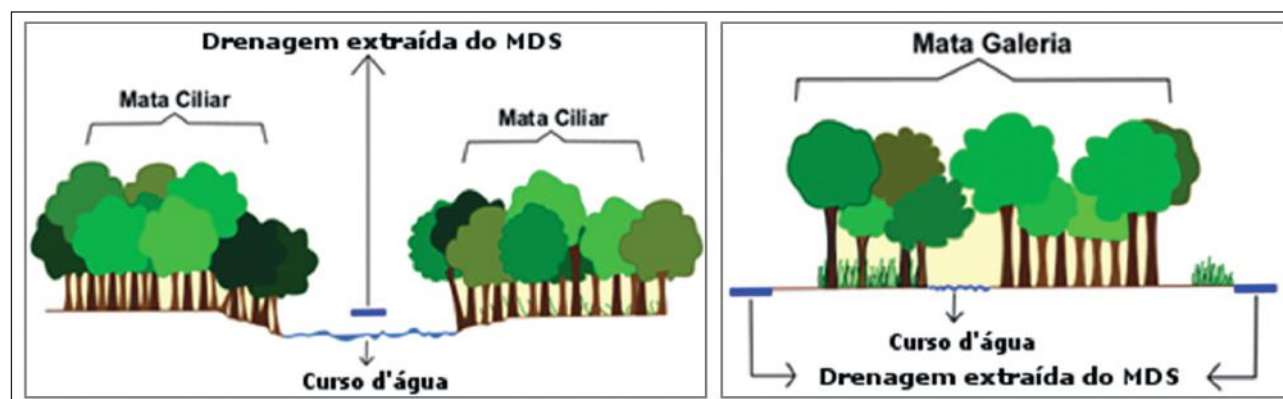 Drenagem extraída do MDS
Mata Ciliar
Mata Ciliar
Curso d'água
Mata Galeria
Curso d'água
Drenagem extraída do MDS